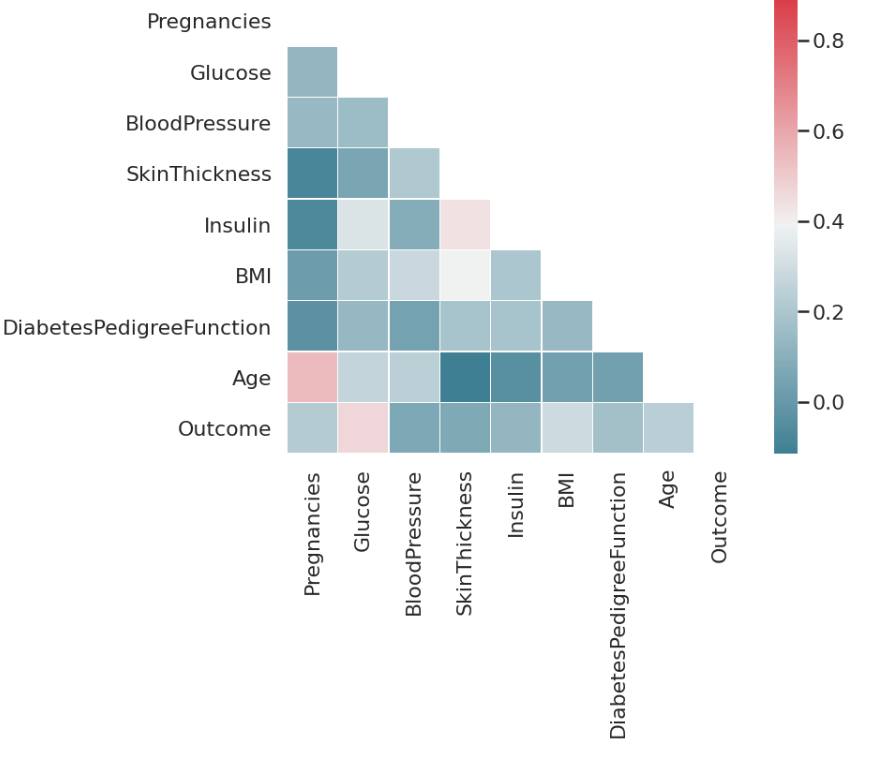 Pregnancies
Glucose
BloodPressure
SkinThickness
Insulin
BMI
DiabetesPedigreeFunction
Age
Outcome
0.8
0.6
0.4
0.2
0.0
Pregnancies
Glucose
BloodPressure
SkinThickness
Insulin
BMI
DiabetesPedigreeFunction
Age
Outcome